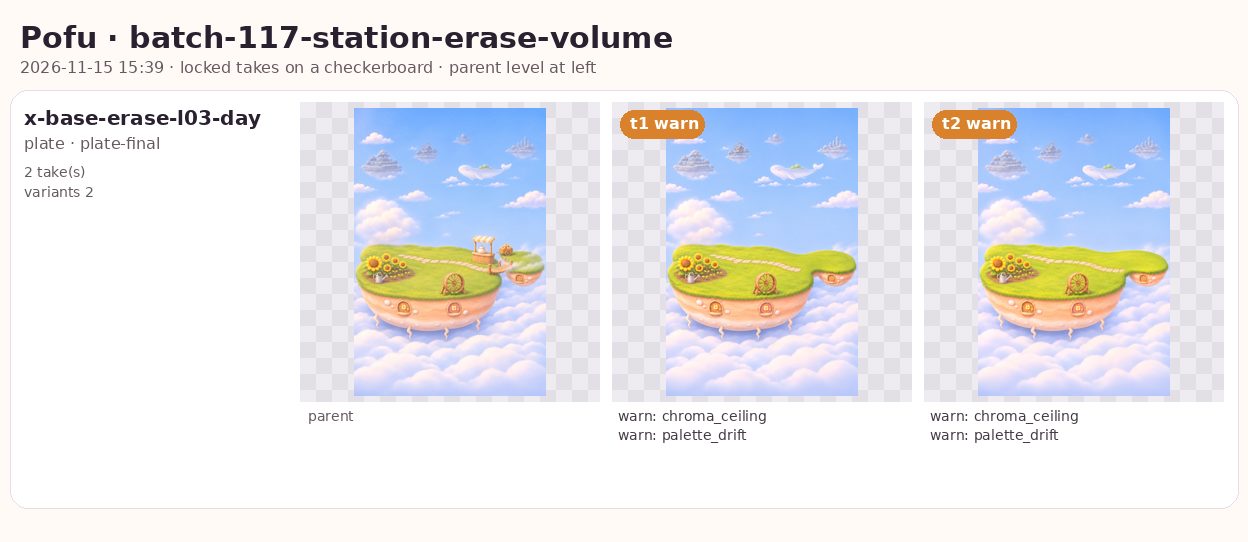 Pofu · batch-117-station-erase-volume
2026-11-15 15:39 · locked takes on a checkerboard · parent level at left
x-base-erase-l03-day
plate · plate-final
2 take(s)
variants 2
t1 warn
t2 warn
parent
warn: chroma_ceiling
warn: palette_drift
warn: chroma_ceiling
warn: palette_drift